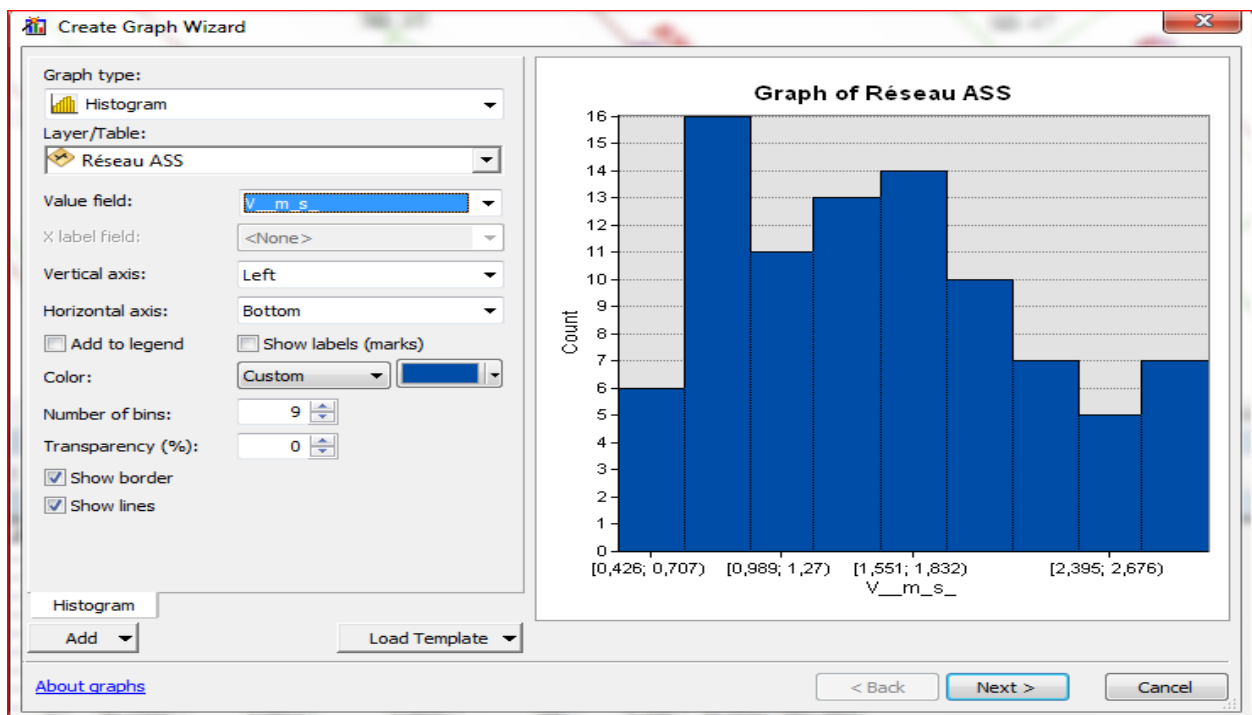 Create Graph Wizard
Graph type:
Histogram
Layer/Table:
Réseau ASS
Value field:
V__m_s_
X label field:
<None>
Vertical axis:
Left
Horizontal axis:
Bottom
Add to legend
Show labels (marks)
Color:
Custom
Number of bins:
9
Transparency (%):
0
Show border
Show lines
Histogram
Add
Load Template
Graph of Réseau ASS
16
15
14
13
12
11
10
9
8
7
6
5
4
3
2
1
0
Count
[0,426; 0,707)
[0,989; 1,27)
[1,551; 1,832)
[2,395; 2,676)
V__m_s_
About graphs
< Back
Next >
Cancel